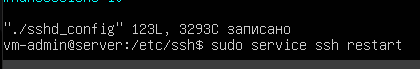 "./sshd_config" 123L, 3293C записано
vm-admin@server:/etc/ssh$ sudo service ssh restart